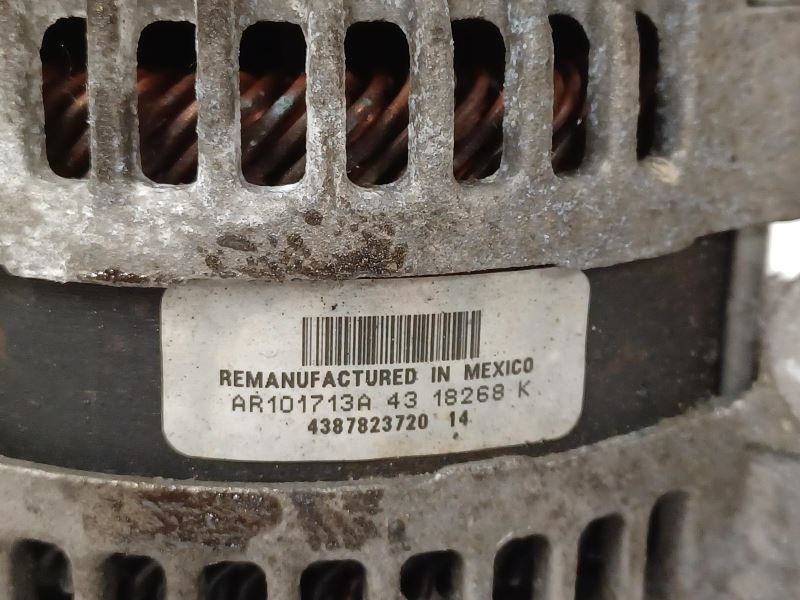 REMANUFACTURED IN MEXICO
AR101713A 43 18268 K
4387823720 14